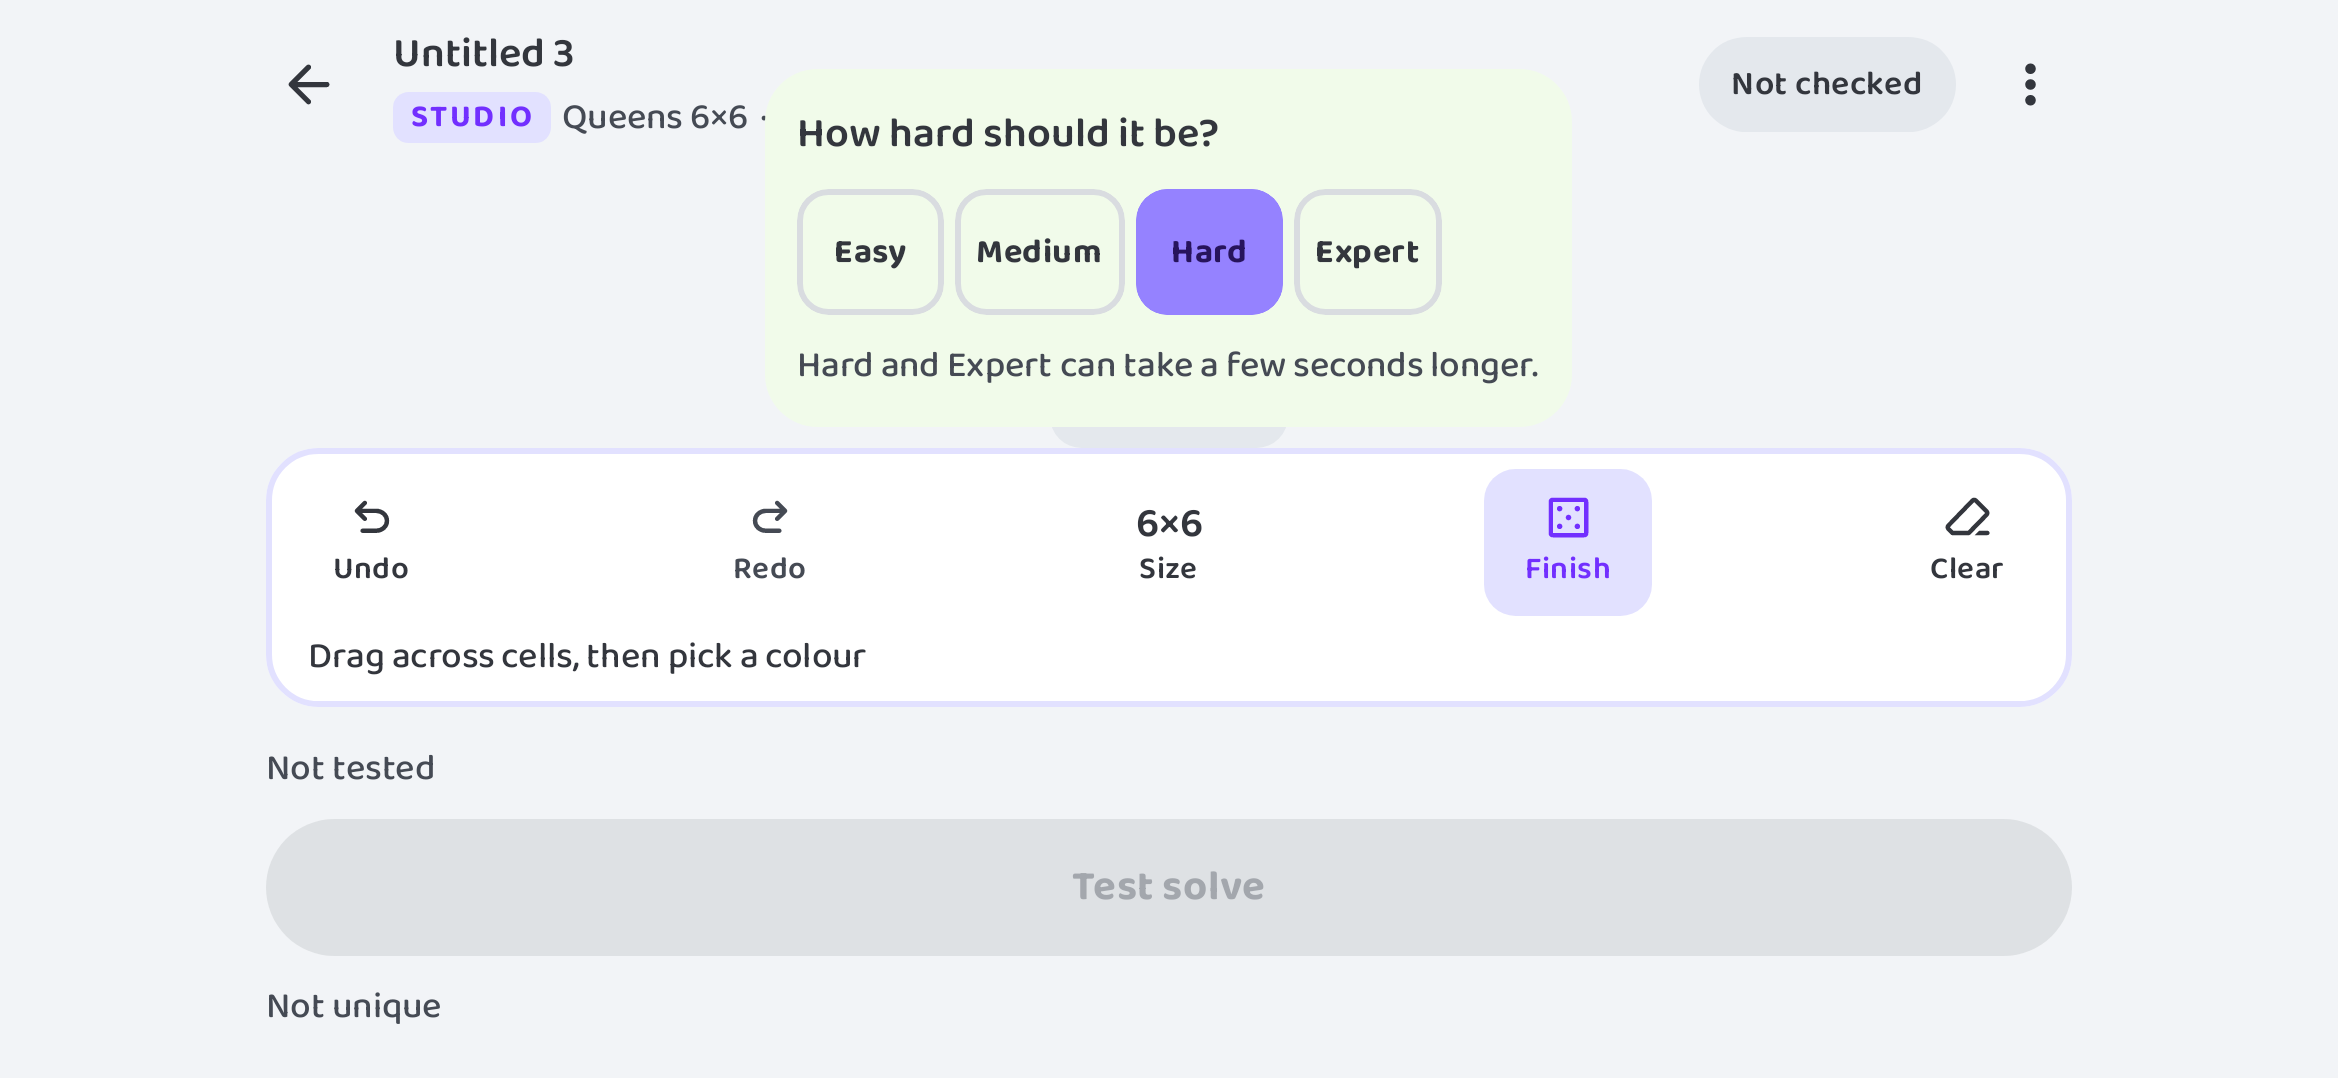 Untitled 3
STUDIO Queens 6×6 ·
Not checked
How hard should it be?
Easy Medium Hard Expert
Hard and Expert can take a few seconds longer.
Undo Redo 6×6 Size Finish Clear
Drag across cells, then pick a colour
Not tested
Test solve
Not unique